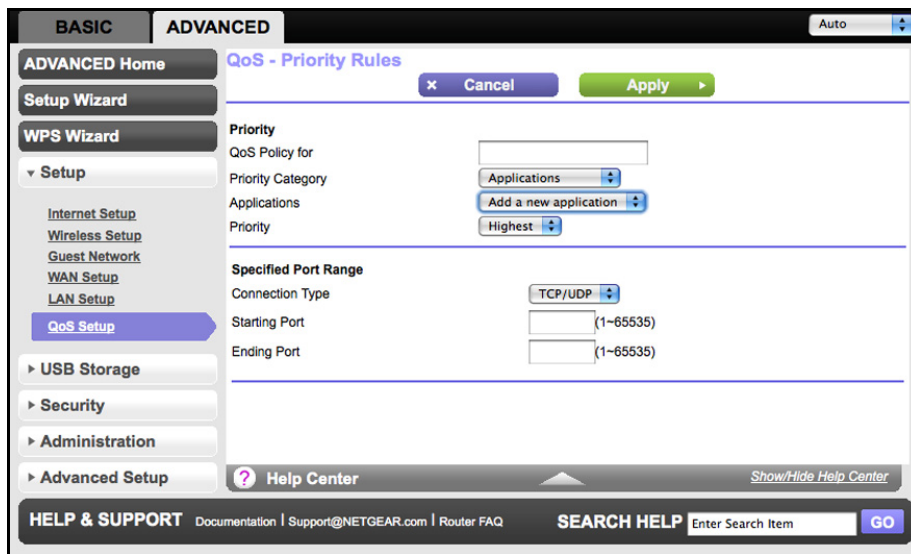 BASIC
ADVANCED
Auto
ADVANCED Home
Setup Wizard
WPS Wizard
Setup
Internet Setup
Wireless Setup
Guest Network
WAN Setup
LAN Setup
QoS Setup
USB Storage
Security
Administration
Advanced Setup
QoS - Priority Rules
x Cancel
Apply
Priority
QoS Policy for
Priority Category Applications
Applications Add a new application
Priority Highest
Specified Port Range
Connection Type TCP/UDP
Starting Port (1~65535)
Ending Port (1~65535)
? Help Center
Show/Hide Help Center
HELP & SUPPORT Documentation | Support@NETGEAR.com | Router FAQ
SEARCH HELP Enter Search Item GO